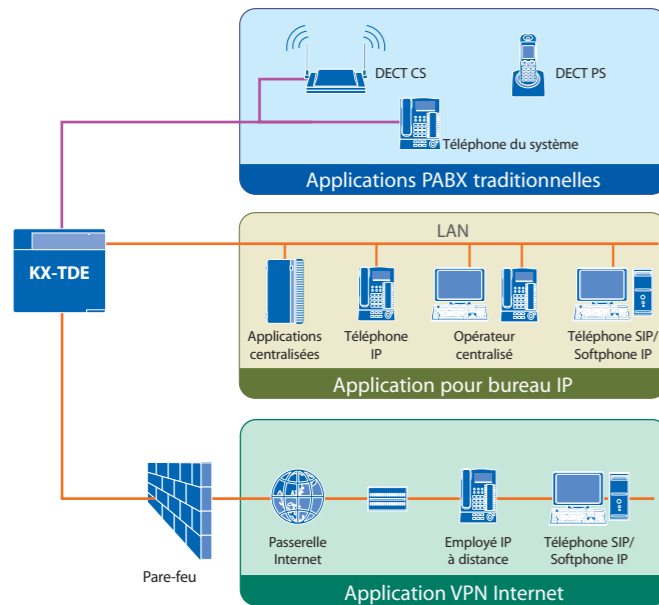 DECT CS
DECT PS
Téléphone du système
Applications PABX traditionnelles
KX-TDE
LAN
Applications
centralisées
Téléphone
IP
Opérateur
centralisé
Téléphone SIP/
Softphone IP
Application pour bureau IP
Pare-feu
Passerelle
Internet
Employé IP
à distance
Téléphone SIP/
Softphone IP
Application VPN Internet